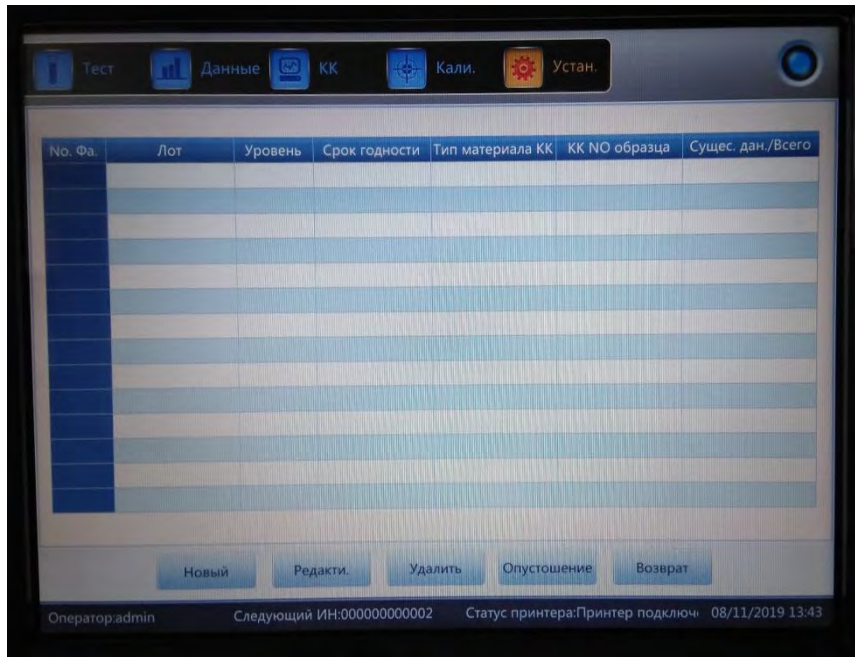 Тест Данные КК Кали. Устан.
No. Фа. Лот Уровень Срок годности Тип материала КК КК NO образца Сущес. дан./Всего
Новый Редакти. Удалить Опустошение Возврат
Оператор:admin Следующий ИН:000000000002 Статус принтера:Принтер подключ 08/11/2019 13:43